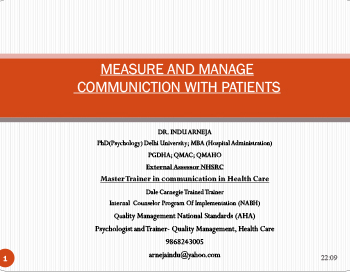 MEASURE AND MANAGE
COMMUNICTION WITH PATIENTS
DR. INDU ARNEJA
PhD(Psychology) Delhi University; MBA (Hospital Administration)
PGDHA; QMAC; QMAHO
External Assessor NHSRC
Master Trainer in communication in Health Care
Dale Carnegie Trained Trainer
Internal Counselor Program Of Implementation (NABH)
Quality Management National Standards (AHA)
Psychologist and Trainer- Quality Management, Health Care
9868243005
arnejaindu@yahoo.com
1
22:09